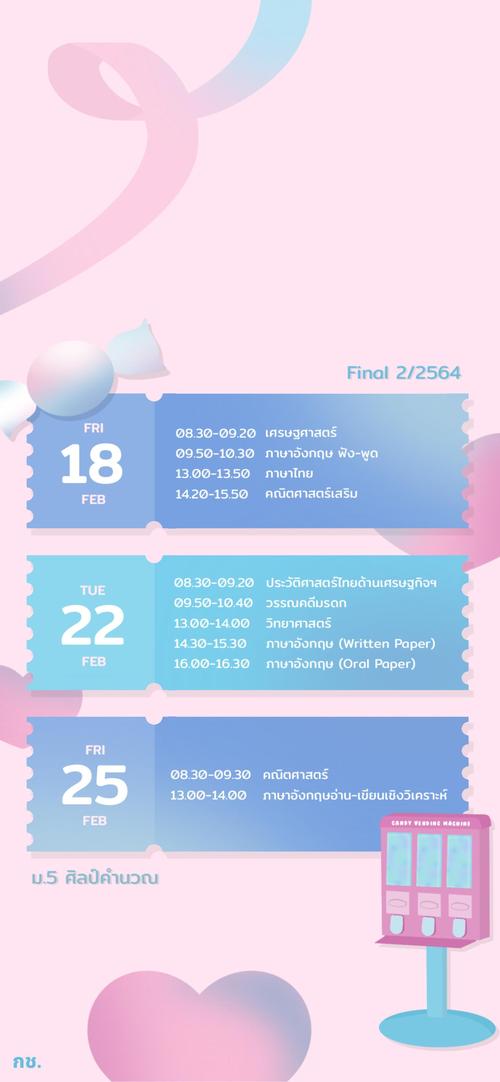 Final 2/2564
FRI
18
FEB
08.30-09.20 เศรษฐศาสตร์
09.50-10.30 ภาษาอังกฤษ ฟัง-พูด
13.00-13.50 ภาษาไทย
14.20-15.50 คณิตศาสตร์เสริม
TUE
22
FEB
08.30-09.20 ประวัติศาสตร์ไทยด้านเศรษฐกิจฯ
09.50-10.40 วรรณคดีมรดก
13.00-14.00 วิทยาศาสตร์
14.30-15.30 ภาษาอังกฤษ (Written Paper)
16.00-16.30 ภาษาอังกฤษ (Oral Paper)
FRI
25
FEB
08.30-09.30 คณิตศาสตร์
13.00-14.00 ภาษาอังกฤษอ่าน-เขียนเชิงวิเคราะห์
CANDY VENDING MACHINE
ม.5 ศิลป์คำนวณ
กช.